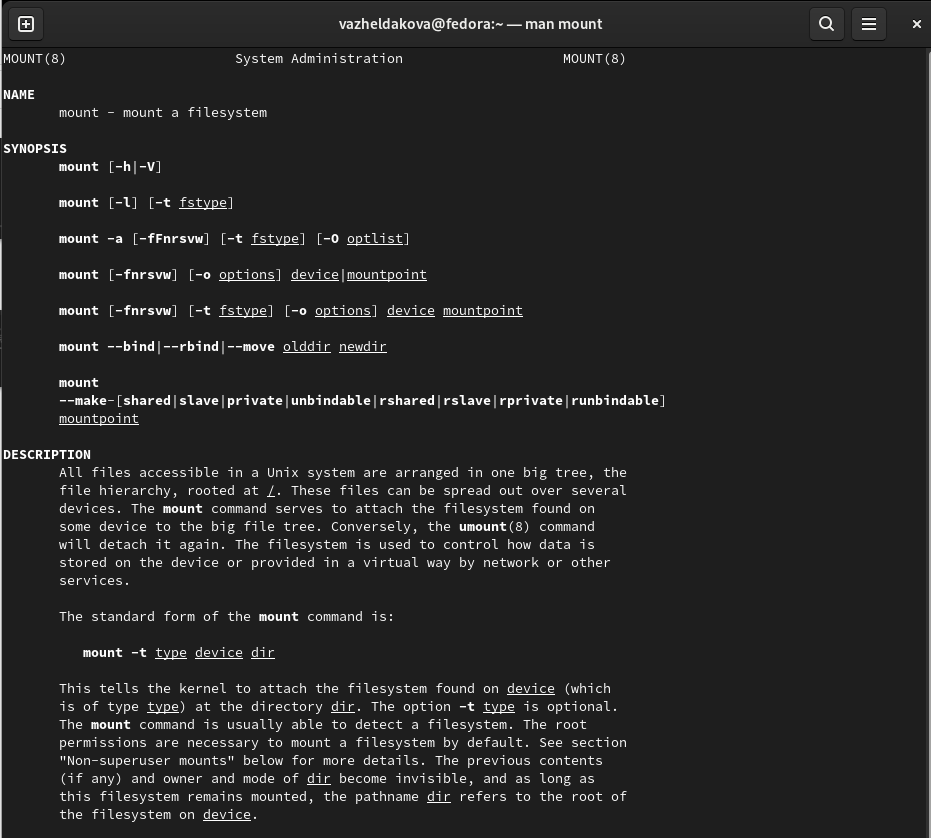 vazheldakova@fedora:~ — man mount
MOUNT(8) System Administration MOUNT(8)
NAME
mount - mount a filesystem
SYNOPSIS
mount [-h|-V]
mount [-l] [-t fstype]
mount -a [-fFnrsvw] [-t fstype] [-O optlist]
mount [-fnrsvw] [-o options] device|mountpoint
mount [-fnrsvw] [-t fstype] [-o options] device mountpoint
mount --bind|--rbind|--move olddir newdir
mount
--make-[shared|slave|private|unbindable|rshared|rslave|rprivate|runbindable]
mountpoint
DESCRIPTION
All files accessible in a Unix system are arranged in one big tree, the
file hierarchy, rooted at /. These files can be spread out over several
devices. The mount command serves to attach the filesystem found on
some device to the big file tree. Conversely, the umount(8) command
will detach it again. The filesystem is used to control how data is
stored on the device or provided in a virtual way by network or other
services.
The standard form of the mount command is:
mount -t type device dir
This tells the kernel to attach the filesystem found on device (which
is of type type) at the directory dir. The option -t type is optional.
The mount command is usually able to detect a filesystem. The root
permissions are necessary to mount a filesystem by default. See section
"Non-superuser mounts" below for more details. The previous contents
(if any) and owner and mode of dir become invisible, and as long as
this filesystem remains mounted, the pathname dir refers to the root of
the filesystem on device.